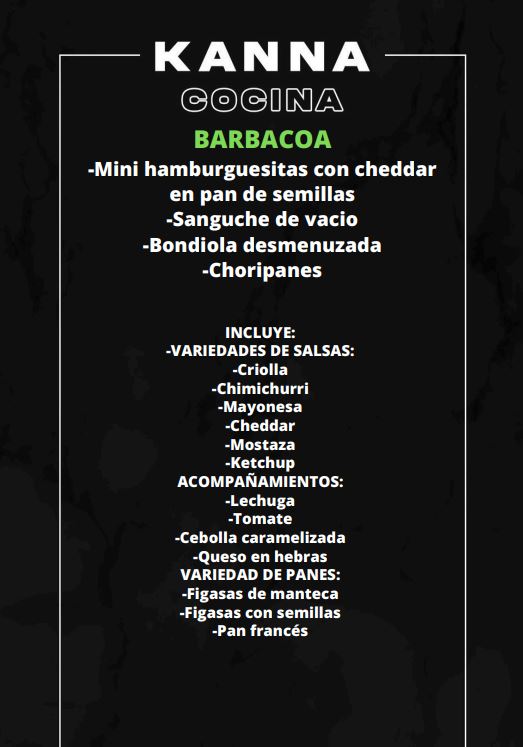 KANNA
COCINA
BARBACOA
-Mini hamburguesitas con cheddar
en pan de semillas
-Sanguche de vacio
-Bondiola desmenuzada
-Choripanes
INCLUYE:
-VARIEDADES DE SALSAS:
-Criolla
-Chimichurri
-Mayonesa
-Cheddar
-Mostaza
-Ketchup
ACOMPAÑAMIENTOS:
-Lechuga
-Tomate
-Cebolla caramelizada
-Queso en hebras
VARIEDAD DE PANES:
-Figasas de manteca
-Figasas con semillas
-Pan francés